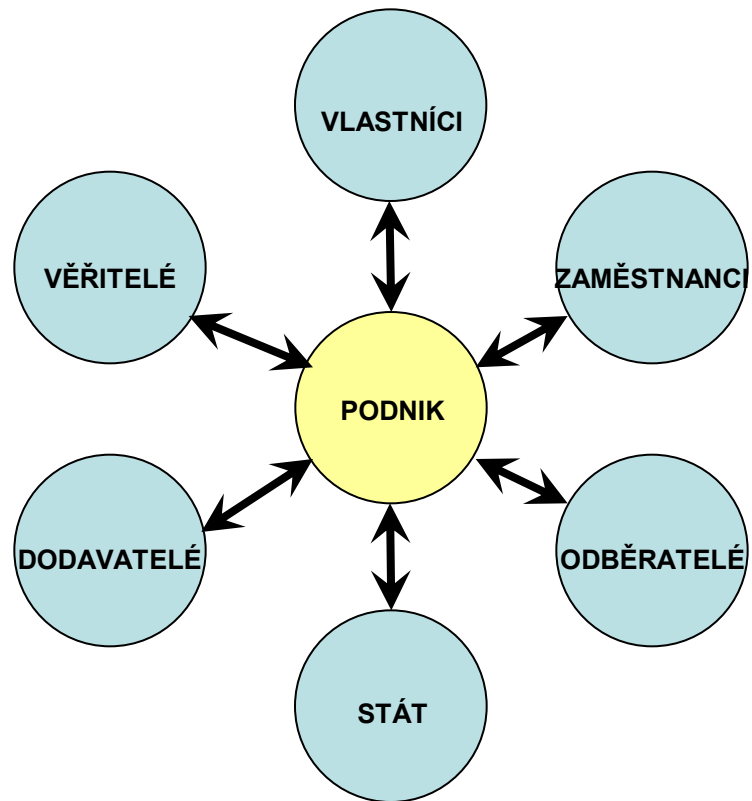 VLASTNÍCI
VĚŘITELÉ
ZAMĚSTNANCI
PODNIK
DODAVATELÉ
ODBĚRATELÉ
STÁT